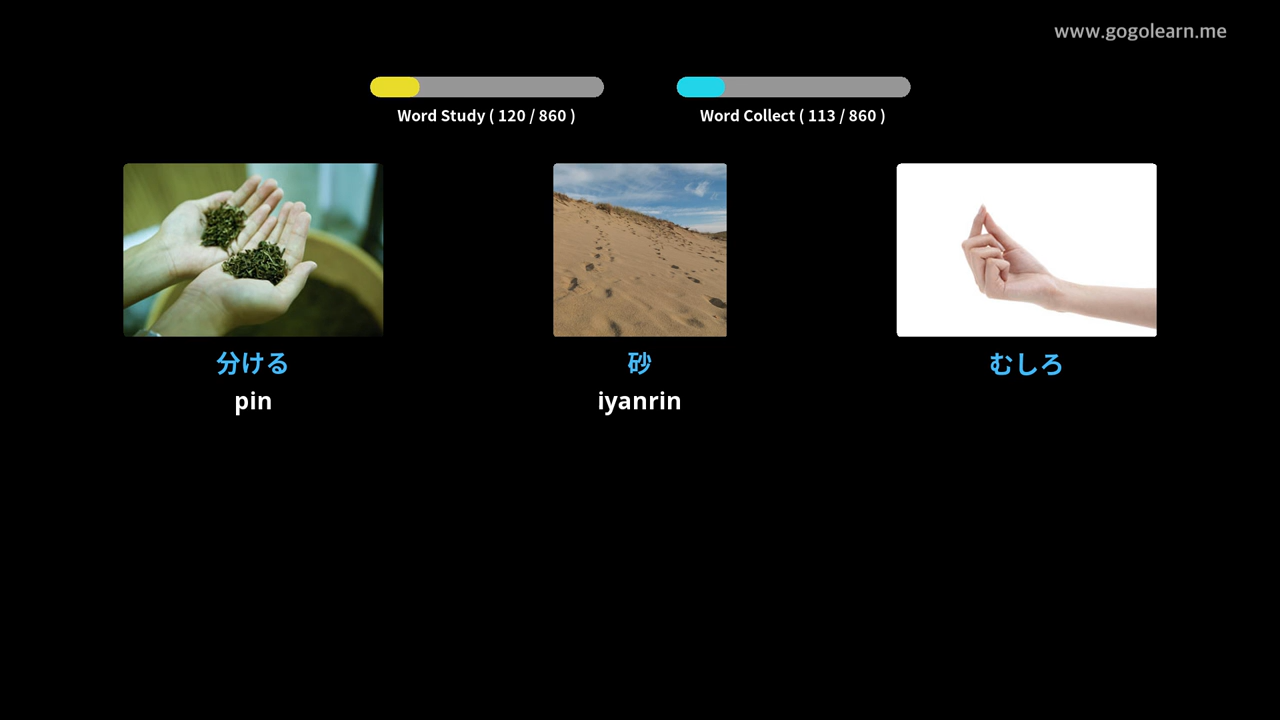 www.gogolearn.me
Word Study ( 120 / 860 )
Word Collect ( 113 / 860 )
分ける
pin
砂
iyanrin
むしろ